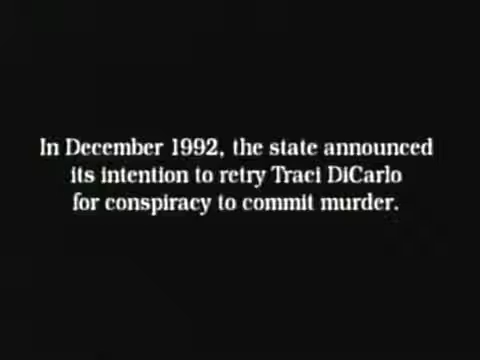 In December 1992, the state announced
its intention to retry Traci DiCarlo
for conspiracy to commit murder.